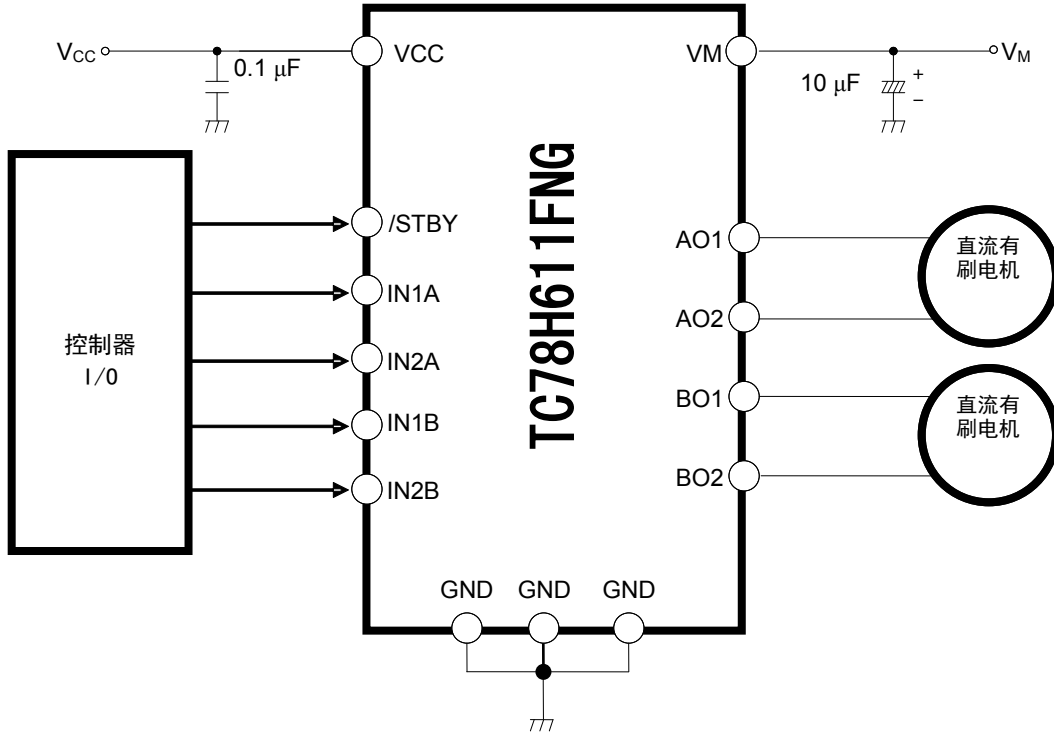 VCC
0.1 μF
VCC
VM
10 μF
+
−
VM
TC78H611FNG
/STBY
IN1A
IN2A
IN1B
IN2B
控制器
I/0
AO1
AO2
BO1
BO2
直流有
刷电机
直流有
刷电机
GND GND GND